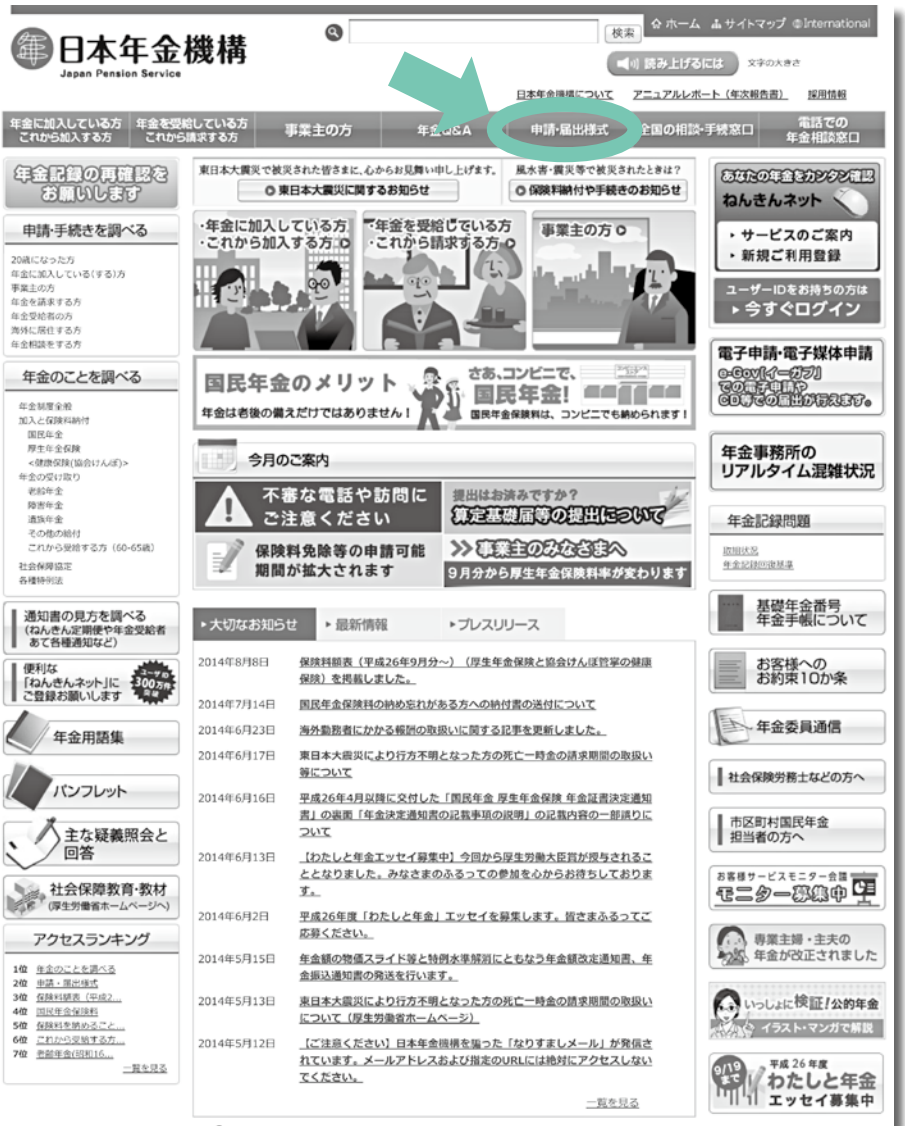 日本年金機構
Japan Pension Service
検索
ホーム サイトマップ International
読み上げるには 文字の大きさ
日本年金機構について アニュアルレポート（年次報告書） 採用情報
年金に加入している方
これから加入する方
年金を受給している方
これから請求する方
事業主の方
年金Q&A
申請・届出様式
全国の相談・手続窓口
電話での
年金相談窓口
年金記録の再確認を
お願いします
申請・手続きを調べる
20歳になった方
年金に加入している(する)方
事業主の方
年金を請求する方
年金受給者の方
海外に居住する方
年金相談をする方
年金のことを調べる
年金制度全般
加入と保険料納付
国民年金
厚生年金保険
<健康保険(協会けんぽ)>
年金の受け取り
老齢年金
障害年金
遺族年金
その他の給付
これから受給する方（60-65歳）
社会保障協定
各種特例法
通知書の見方を調べる
(ねんきん定期便や年金受給者
あて各種通知など)
便利な
「ねんきんネット」に
ご登録お願いします
ユーザID
300万件
突破
年金用語集
パンフレット
主な疑義照会と
回答
社会保障教育・教材
(厚生労働省ホームページへ)
アクセスランキング
1位 年金のことを調べる
2位 申請・届出様式
3位 保険料額表（平成2...
4位 国民年金保険料
5位 保険料を納めること...
6位 これから受給する方...
7位 老齢年金(昭和16...
一覧を見る
東日本大震災で被災された皆さまに、心からお見舞い申し上げます。
東日本大震災に関するお知らせ
風水害・震災等で被災されたときは?
保険料納付や手続きのお知らせ
・年金に加入している方
・これから加入する方
・年金を受給している方
・これから請求する方
事業主の方
国民年金のメリット
年金は老後の備えだけではありません！
さあ、コンビニで、
国民年金!
国民年金保険料は、コンビニでも納められます！
今月のご案内
不審な電話や訪問に
ご注意ください
提出はお済みですか？
算定基礎届等の提出について
保険料免除等の申請可能
期間が拡大されます
事業主のみなさまへ
9月分から厚生年金保険料率が変わります
大切なお知らせ
最新情報
プレスリリース
2014年8月8日 保険料額表（平成26年9月分～）（厚生年金保険と協会けんぽ管掌の健康
保険）を掲載しました。
2014年7月14日 国民年金保険料の納め忘れがある方への納付書の送付について
2014年6月23日 海外勤務者にかかる報酬の取扱いに関する記事を更新しました。
2014年6月17日 東日本大震災により行方不明となった方の死亡一時金の請求期間の取扱い
等について
2014年6月16日 平成26年4月以降に交付した「国民年金 厚生年金保険 年金証書決定通知
書」の裏面「年金決定通知書の記載事項の説明」の記載内容の一部誤りに
ついて
2014年6月13日 【わたしと年金エッセイ募集中】今回から厚生労働大臣賞が授与されるこ
ととなりました。みなさまのふるっての参加を心からお待ちしておりま
す。
2014年6月2日 平成26年度「わたしと年金」エッセイを募集します。皆さまふるってご
応募ください。
2014年5月15日 年金額の物価スライド等と特例水準解消にともなう年金額改定通知書、年
金振込通知書の発送を行います。
2014年5月13日 東日本大震災により行方不明となった方の死亡一時金の請求期間の取扱い
について（厚生労働省ホームページ）
2014年5月12日 【ご注意ください】日本年金機構を騙った「なりすましメール」が発信さ
れています。メールアドレスおよび指定のURLには絶対にアクセスしない
でください。
一覧を見る
あなたの年金をカンタン確認
ねんきんネット
サービスのご案内
新規ご利用登録
ユーザーIDをお持ちの方は
今すぐログイン
電子申請・電子媒体申請
e-Gov(イーガブ)
での電子申請や
CD等での届出が行えます。
年金事務所の
リアルタイム混雑状況
年金記録問題
取組状況
年金記録回復基準
基礎年金番号
年金手帳について
お客様への
お約束10か条
年金委員通信
社会保険労務士などの方へ
市区町村国民年金
担当者の方へ
お客様サービスモニター会議
モニター募集中
専業主婦・主夫の
年金が改正されました
いっしょに検証!公的年金
イラスト・マンガで解説
9/19
まで
平成26年度
わたしと年金
エッセイ募集中